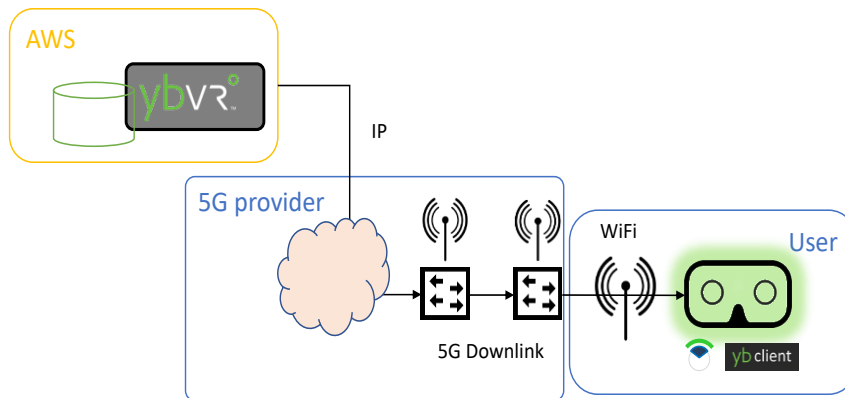 AWS
ybVR
IP
5G provider
WiFi
User
5G Downlink
yb client